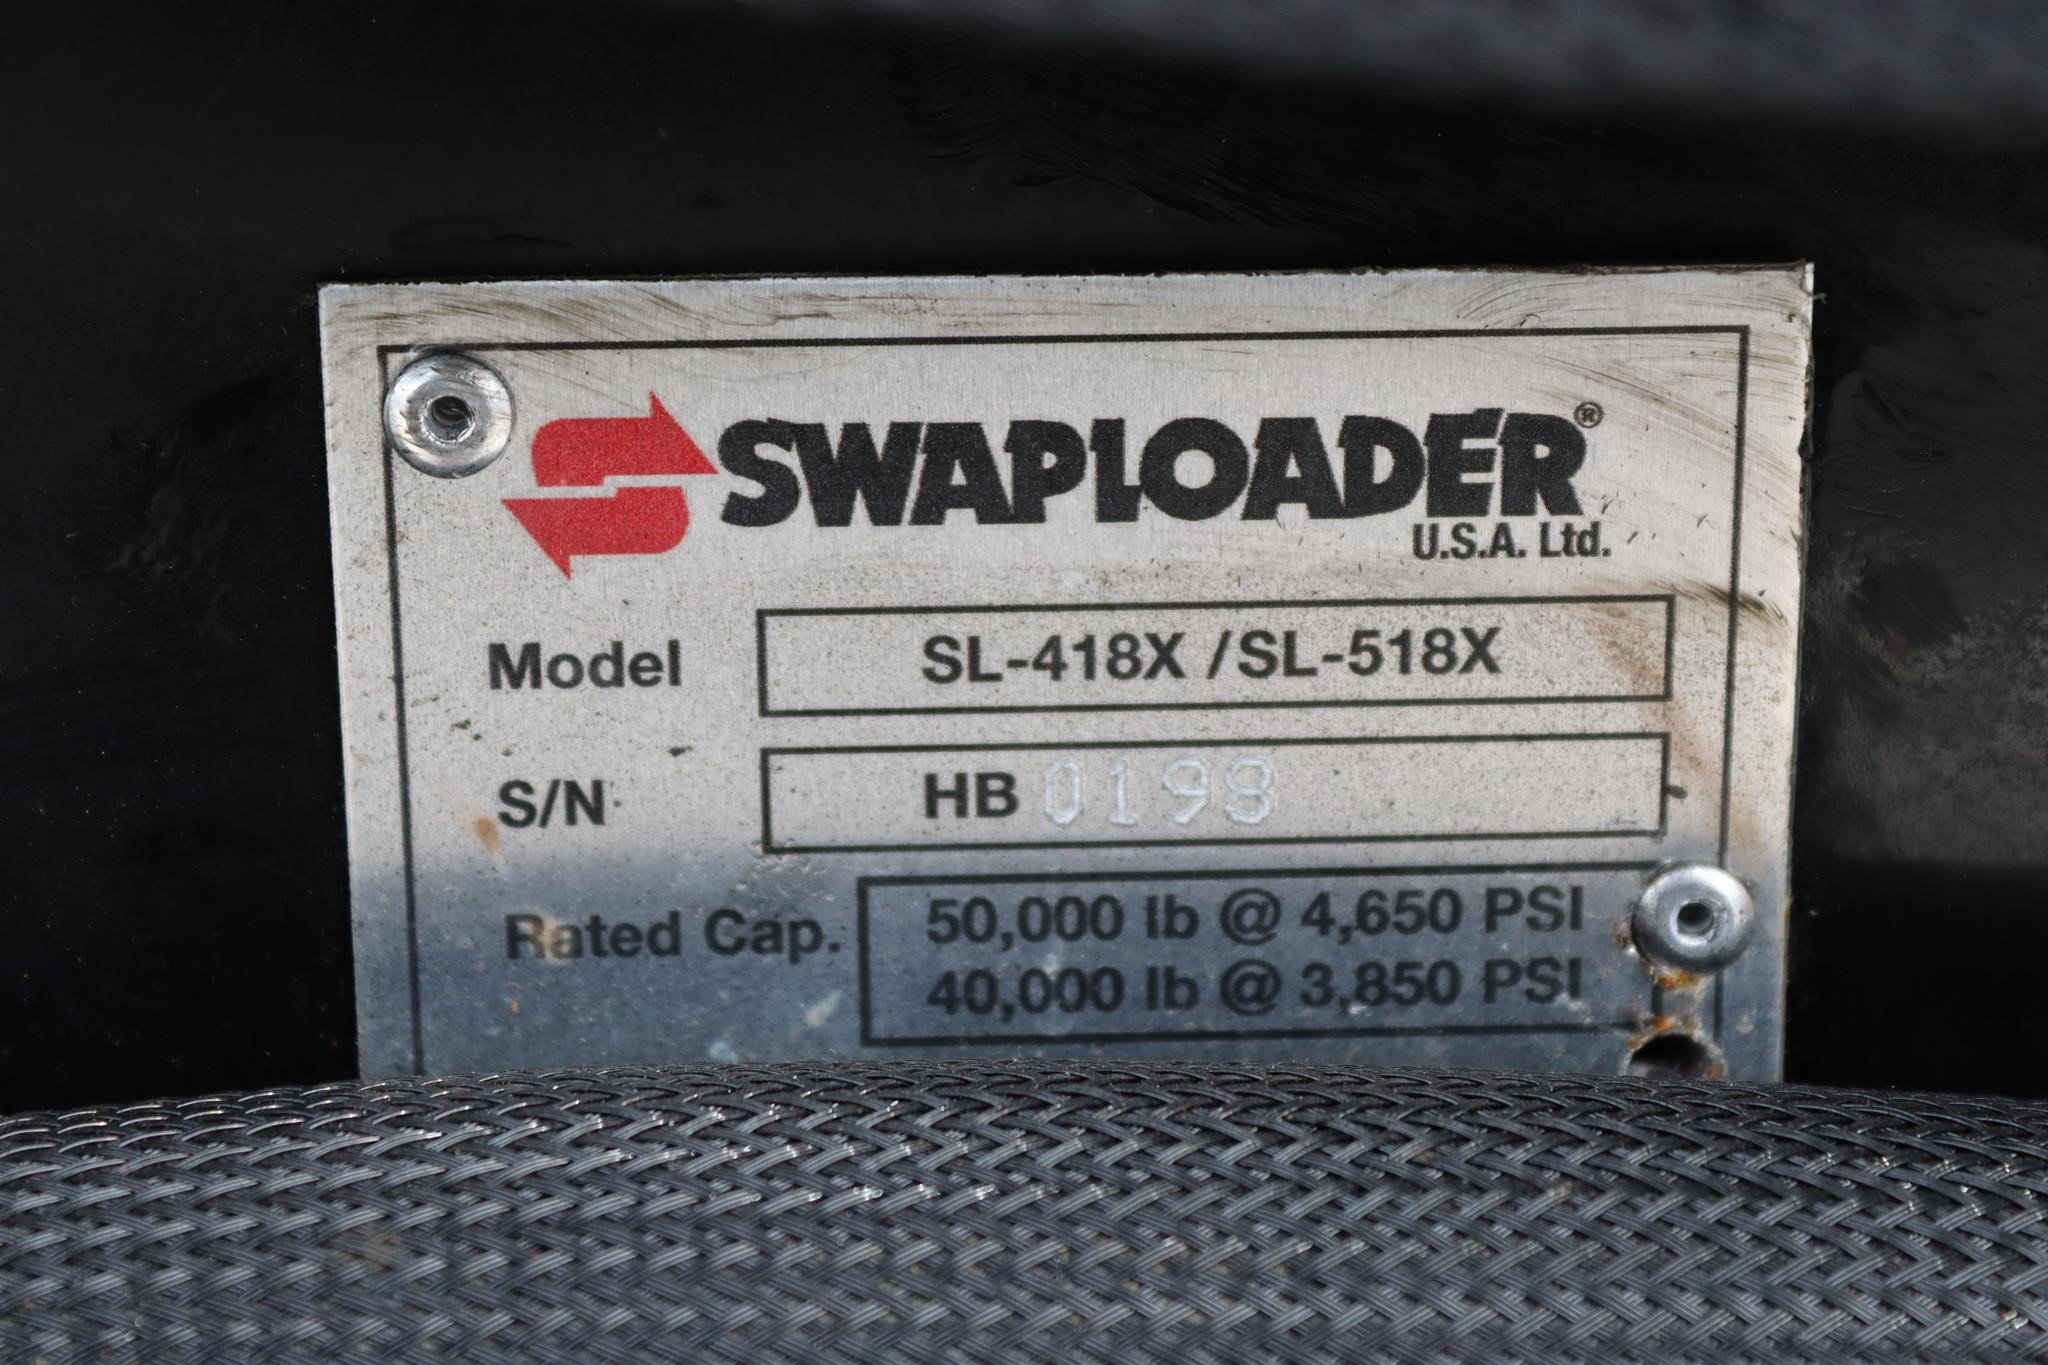 SWAPLOADER®
U.S.A. Ltd.
Model SL-418X / SL-518X
S/N HB 0198
Rated Cap. 50,000 lb @ 4,650 PSI
40,000 lb @ 3,850 PSI